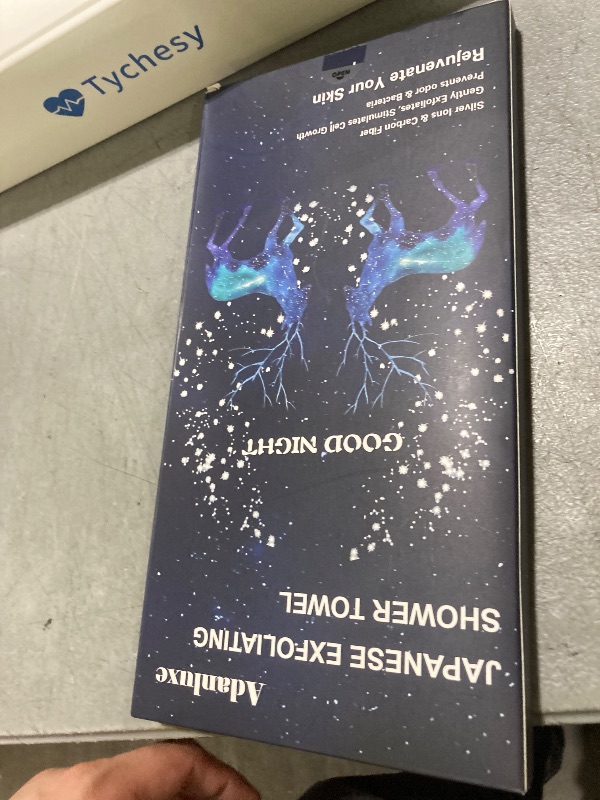 Tychesy
Adanluxe
JAPANESE EXFOLIATING
SHOWER TOWEL
GOOD NIGHT
Silver Ions & Carbon Fiber
Gently Exfoliates, Stimulates Cell Growth
Prevents odor & Bacteria
Rejuvenate Your Skin